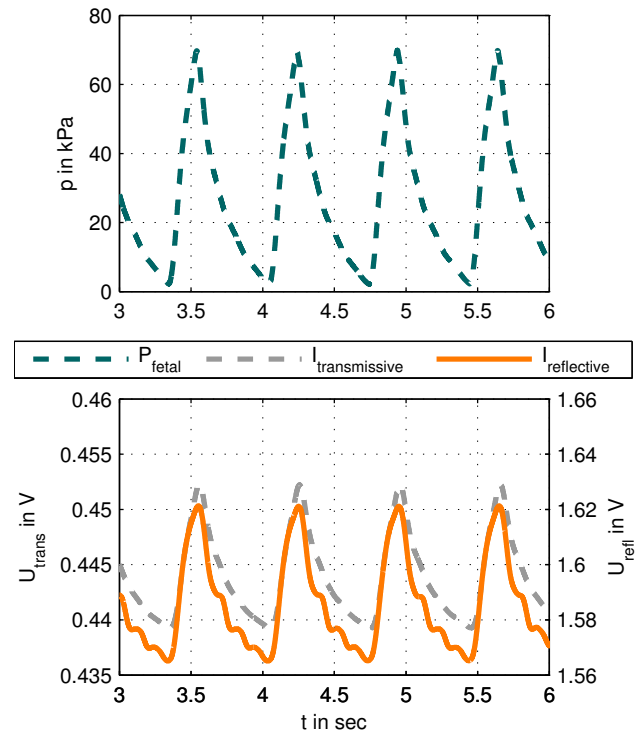 80
60
40
20
0
p in kPa
3 3.5 4 4.5 5 5.5 6
P_fetal I_transmissive I_reflective
0.46 1.66
0.455 1.64
0.45 1.62
0.445 1.6
0.44 1.58
0.435 1.56
U_trans in V
U_refl in V
3 3.5 4 4.5 5 5.5 6
t in sec